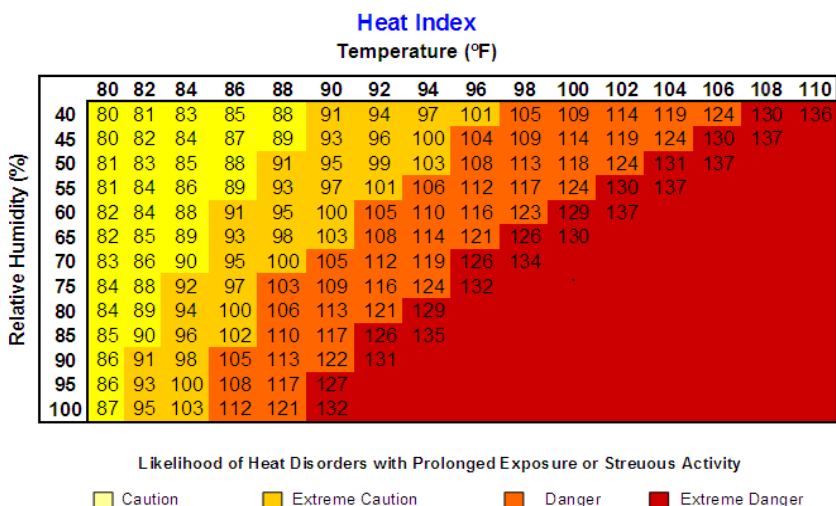 Heat Index
Temperature (ºF)
80 82 84 86 88 90 92 94 96 98 100 102 104 106 108 110
Relative Humidity (%)
40 80 81 83 85 88 91 94 97 101 105 109 114 119 124 130 136
45 80 82 84 87 89 93 96 100 104 109 114 119 124 130 137
50 81 83 85 88 91 95 99 103 108 113 118 124 131 137
55 81 84 86 89 93 97 101 106 112 117 124 130 137
60 82 84 88 91 95 100 105 110 116 123 129 137
65 82 85 89 93 98 103 108 114 121 126 130
70 83 86 90 95 100 105 112 119 126 134
75 84 88 92 97 103 109 116 124 132
80 84 89 94 100 106 113 121 129
85 85 90 96 102 110 117 126 135
90 86 91 98 105 113 122 131
95 86 93 100 108 117 127
100 87 95 103 112 121 132
Likelihood of Heat Disorders with Prolonged Exposure or Streuous Activity
Caution Extreme Caution Danger Extreme Danger